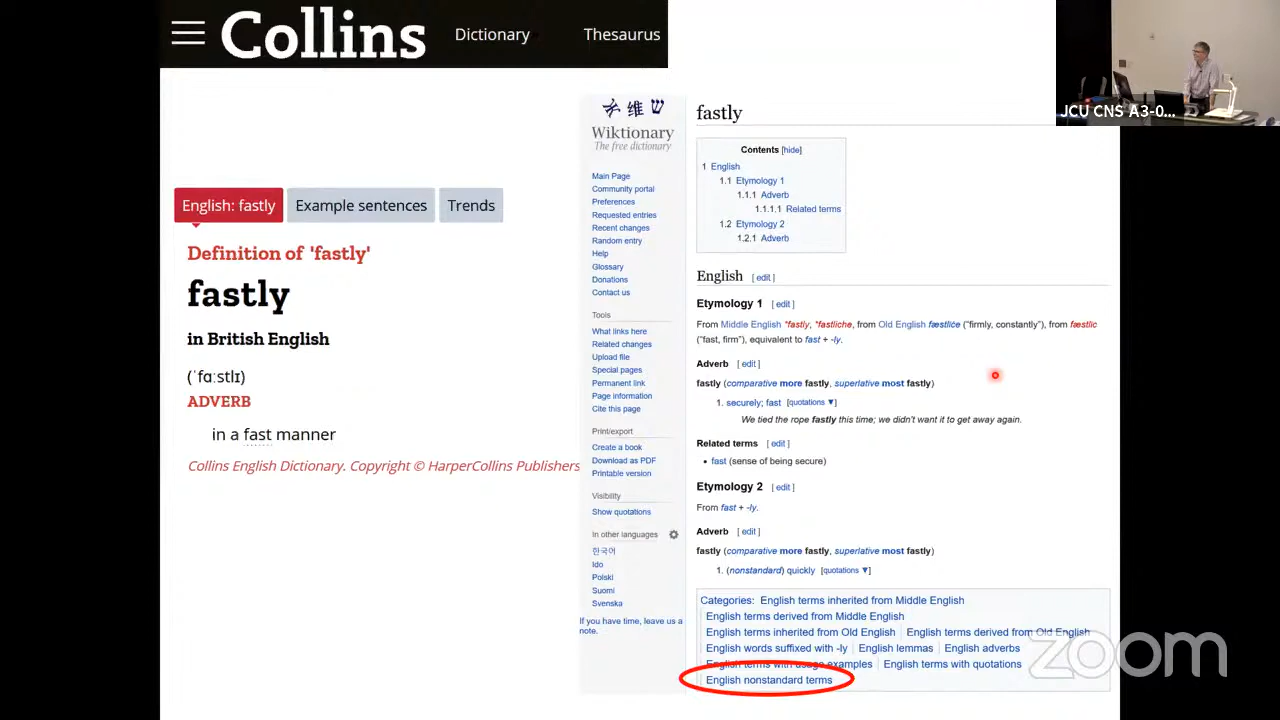 Collins
Dictionary
Thesaurus
JCU CNS A3-0...
English: fastly
Example sentences
Trends
Definition of 'fastly'
fastly
in British English
(ˈfɑːstlɪ)
ADVERB
in a fast manner
Collins English Dictionary. Copyright © HarperCollins Publishers
维
Wiktionary
The free dictionary
Main Page
Community portal
Preferences
Requested entries
Recent changes
Random entry
Help
Glossary
Donations
Contact us
Tools
What links here
Related changes
Upload file
Special pages
Permanent link
Page information
Cite this page
Print/export
Create a book
Download as PDF
Printable version
Visibility
Show quotations
In other languages
한국어
Ido
Polski
Suomi
Svenska
If you have time, leave us a
note.
fastly
Contents [hide]
1 English
1.1 Etymology 1
1.1.1 Adverb
1.1.1.1 Related terms
1.2 Etymology 2
1.2.1 Adverb
English [ edit ]
Etymology 1 [ edit ]
From Middle English *fastly, *fastliche, from Old English fæstlīċe ("firmly, constantly"), from fæstlic
("fast, firm"), equivalent to fast + -ly.
Adverb [ edit ]
fastly (comparative more fastly, superlative most fastly)
1. securely; fast [quotations ▼]
We tied the rope fastly this time; we didn't want it to get away again.
Related terms [ edit ]
• fast (sense of being secure)
Etymology 2 [ edit ]
From fast + -ly.
Adverb [ edit ]
fastly (comparative more fastly, superlative most fastly)
1. (nonstandard) quickly [quotations ▼]
Categories: English terms inherited from Middle English
English terms derived from Middle English
English terms inherited from Old English | English terms derived from Old English
English words suffixed with -ly | English lemmas | English adverbs
English terms with usage examples | English terms with quotations
English nonstandard terms
zoom